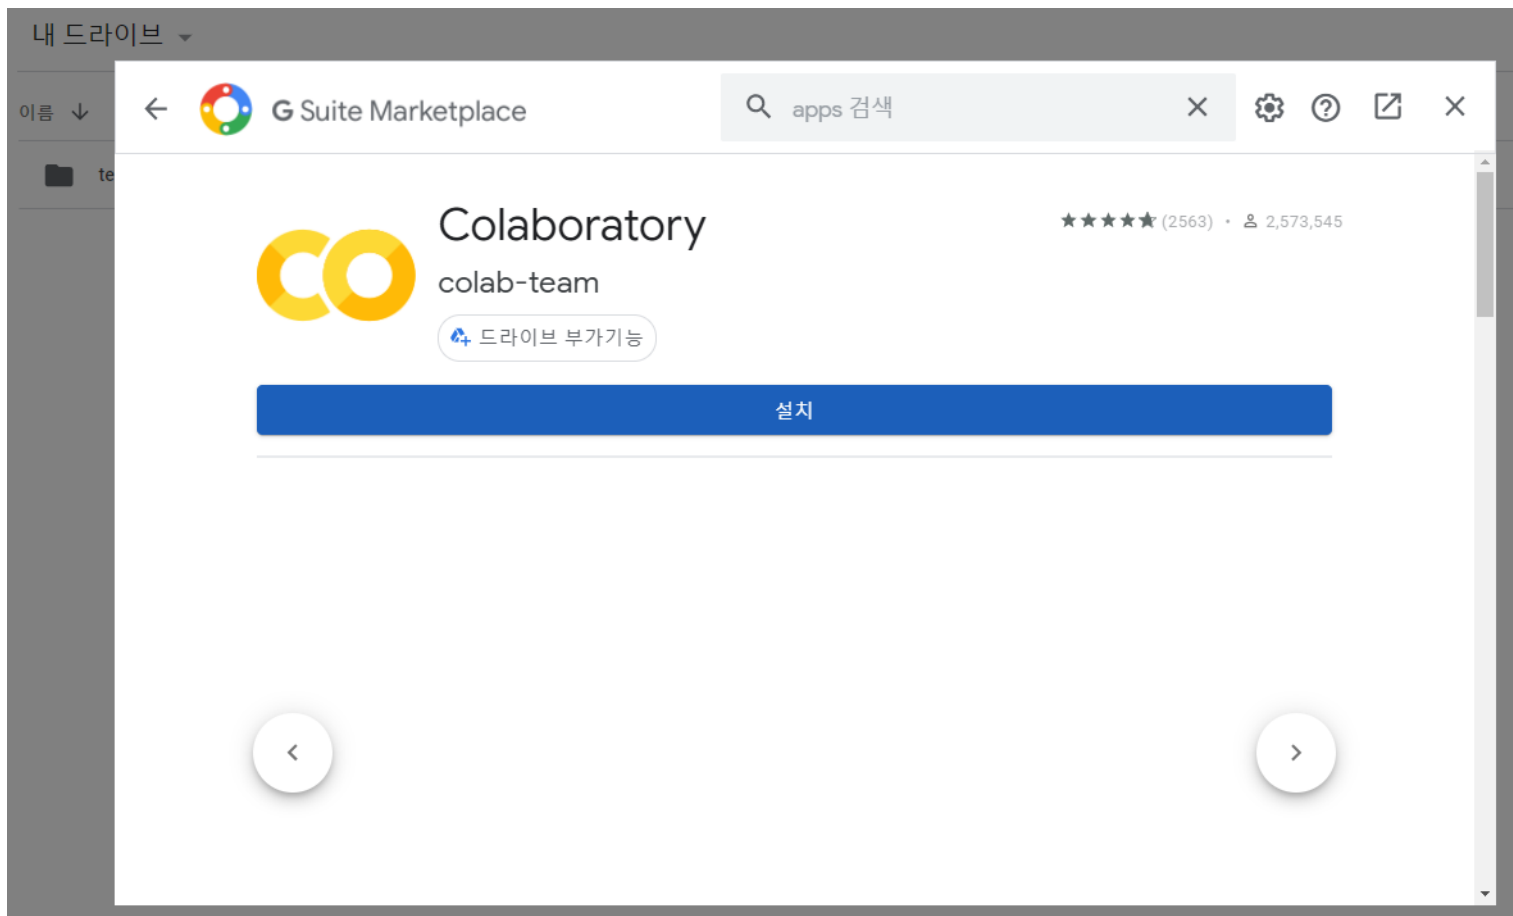 내 드라이브
이름
G Suite Marketplace
apps 검색
te
Colaboratory
(2563) • 2,573,545
colab-team
드라이브 부가기능
설치